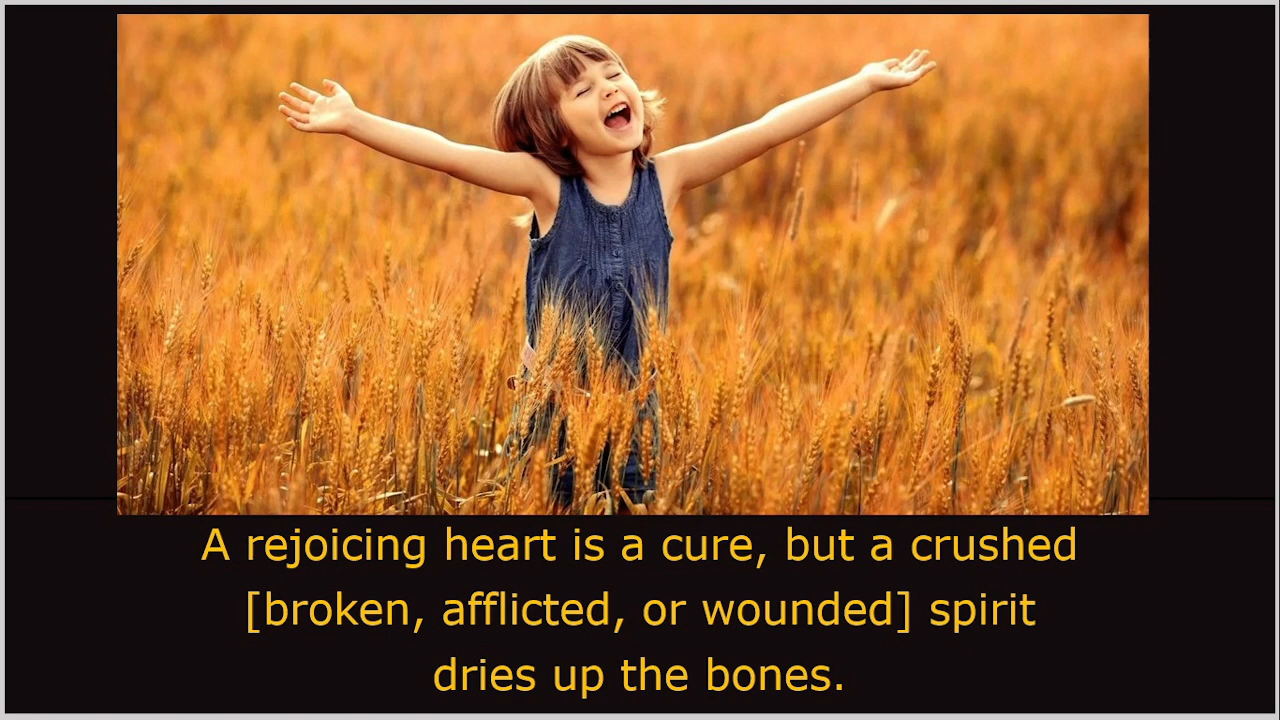 A rejoicing heart is a cure, but a crushed
[broken, afflicted, or wounded] spirit
dries up the bones.